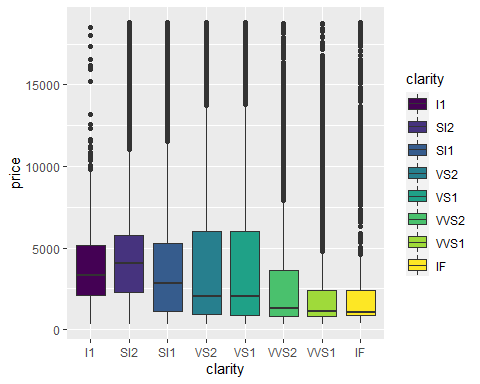 15000
10000
5000
0
price
I1 SI2 SI1 VS2 VS1 VVS2 VVS1 IF
clarity
clarity
I1
SI2
SI1
VS2
VS1
VVS2
VVS1
IF